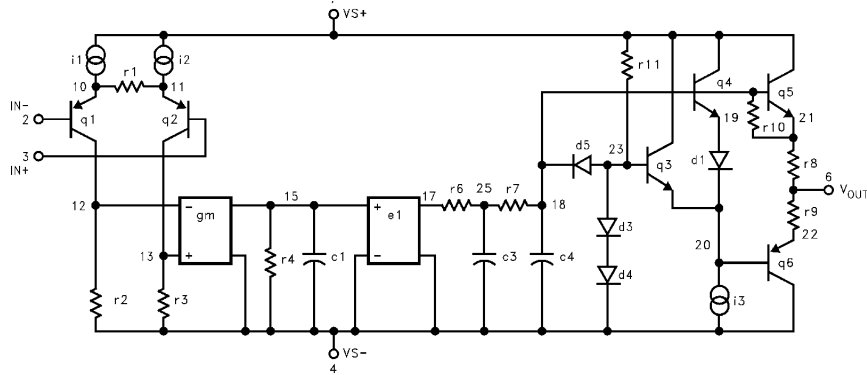 VS+
i1
i2
r1
10
11
r11
q4
q5
IN-
2
q1
q2
19
r10
21
3
IN+
d5
23
q3
d1
r8
6
VOUT
12
gm
15
e1
17
r6
25
r7
18
r9
13
r4
c1
c3
c4
d3
20
22
q6
r2
r3
d4
i3
VS-
4